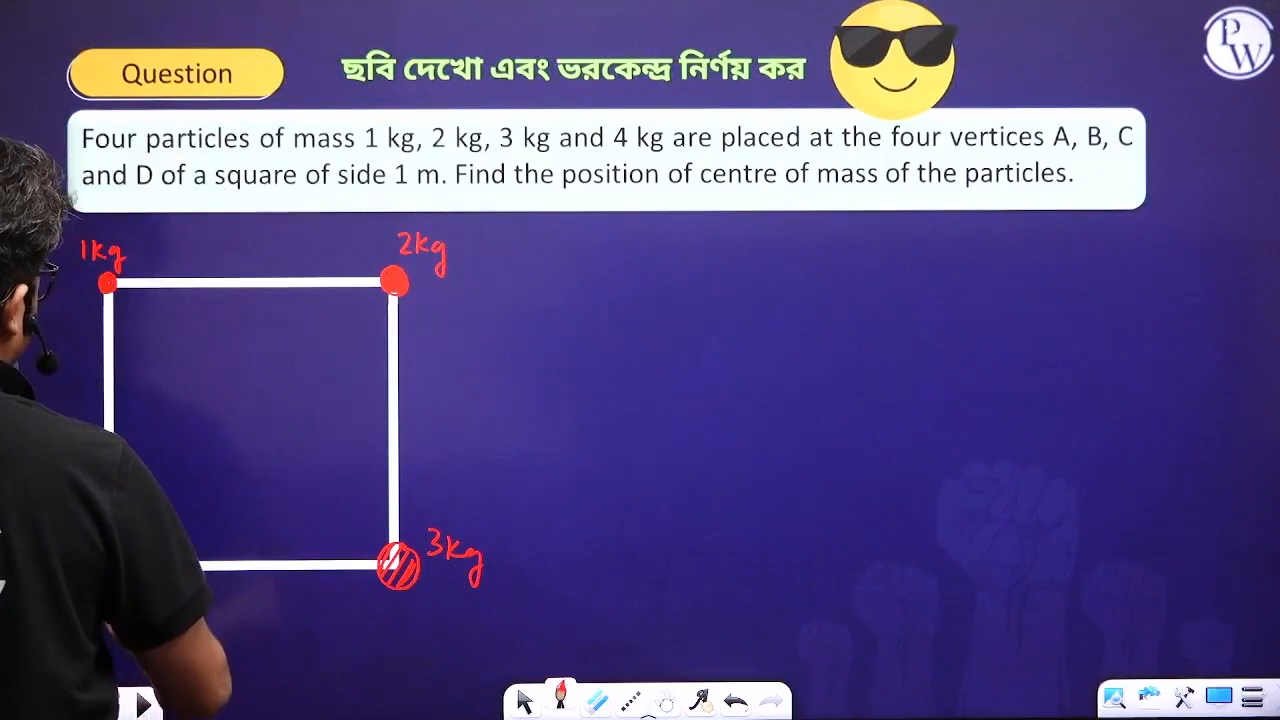 Question
ছবি দেখো এবং ভরকেন্দ্র নির্ণয় কর
PW
Four particles of mass 1 kg, 2 kg, 3 kg and 4 kg are placed at the four vertices A, B, C
and D of a square of side 1 m. Find the position of centre of mass of the particles.
1kg
2kg
3kg